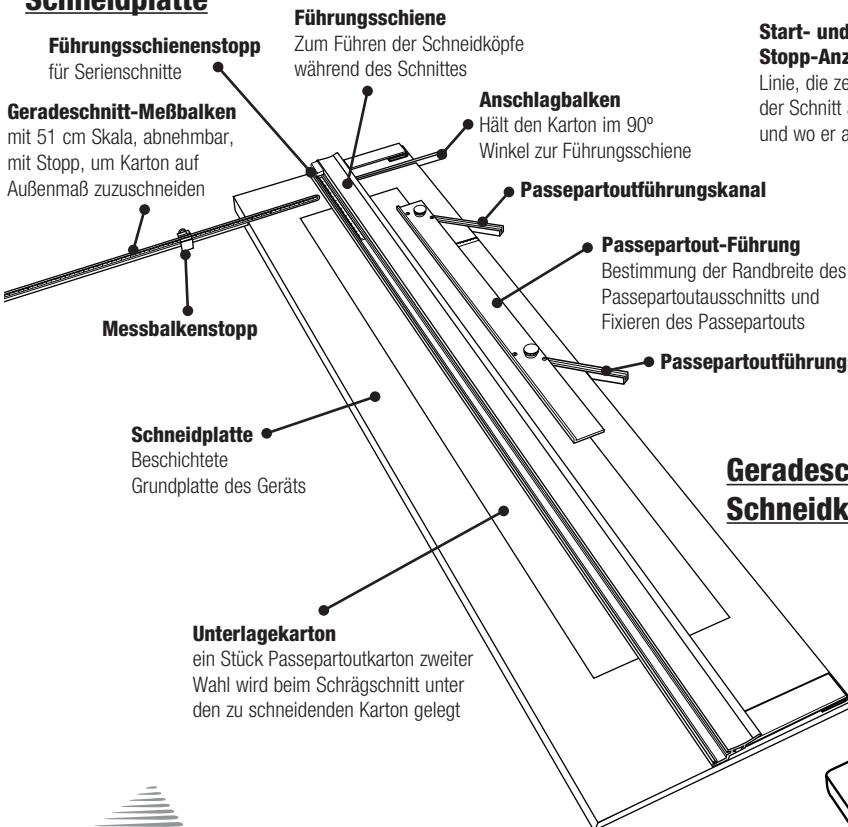 Schneidplatte
Führungsschienenstopp
für Serienschnitte
Führungsschiene
Zum Führen der Schneidköpfe
während des Schnittes
Start- und
Geradeschnitt-Meßbalken
mit 51 cm Skala, abnehmbar,
mit Stopp, um Karton auf
Außenmaß zuzuschneiden
Anschlagbalken
Hält den Karton im 90º
Winkel zur Führungsschiene
Stopp-Anz
Linie, die ze
der Schnitt
und wo er a
Passepartoutführungskanal
Passepartout-Führung
Bestimmung der Randbreite des
Passepartoutausschnitts und
Fixieren des Passepartouts
Messbalkenstopp
Passepartoutführung
Schneidplatte
Beschichtete
Grundplatte des Geräts
Geradesc
Schneidk
Unterlagekarton
ein Stück Passepartoutkarton zweiter
Wahl wird beim Schrägschnitt unter
den zu schneidenden Karton gelegt